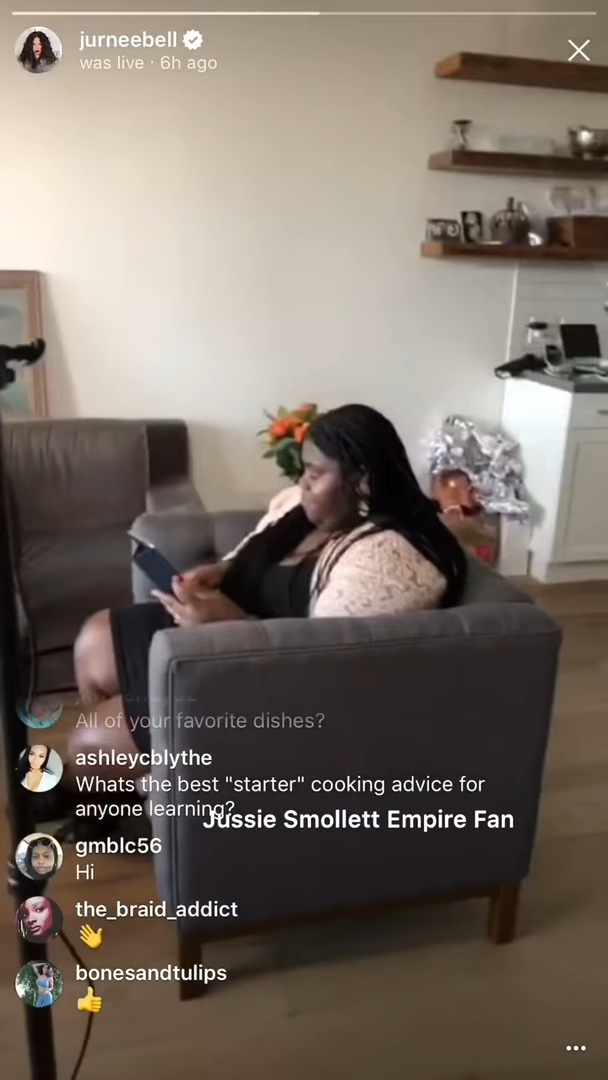 jurneebell
was live · 6h ago
All of your favorite dishes?
ashleycblythe
Whats the best "starter" cooking advice for
anyone learning?
Jussie Smollett Empire Fan
gmblc56
Hi
the_braid_addict
👋
bonesandtulips
👍